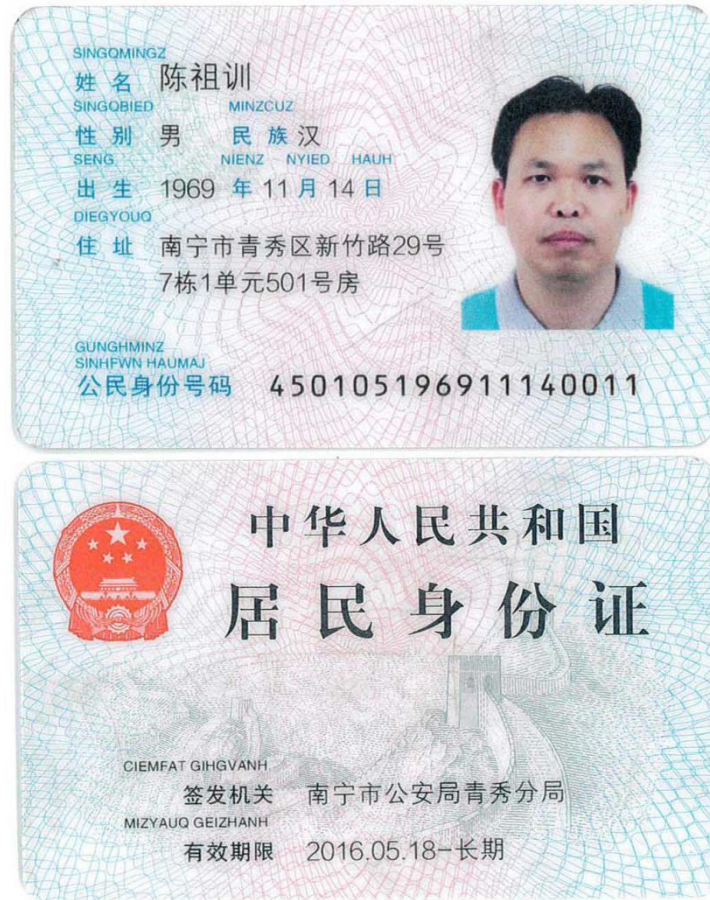 SINGQMINGZ
姓名 陈祖训
SINGQBIED MINZCUZ
性别 男 民族 汉
SENG NIENZ NYIED HAUH
出生 1969 年 11 月 14 日
DIEGYOUQ
住址 南宁市青秀区新竹路29号
7栋1单元501号房
GUNGHMINZ
SINHFWN HAUMAJ
公民身份号码 450105196911140011
中华人民共和国
居民身份证
CIEMFAT GIHGVANH
签发机关 南宁市公安局青秀分局
MIZYAUQ GEIZHANH
有效期限 2016.05.18-长期